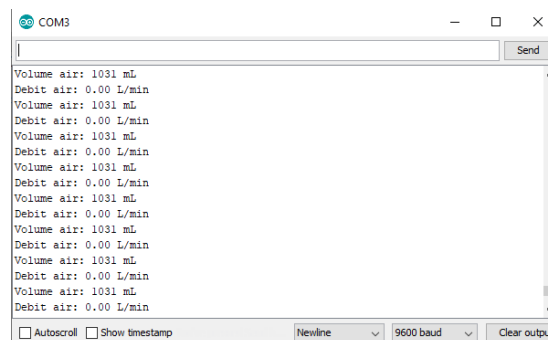 COM3
Send
Volume air: 1031 mL
Debit air: 0.00 L/min
Volume air: 1031 mL
Debit air: 0.00 L/min
Volume air: 1031 mL
Debit air: 0.00 L/min
Volume air: 1031 mL
Debit air: 0.00 L/min
Volume air: 1031 mL
Debit air: 0.00 L/min
Volume air: 1031 mL
Debit air: 0.00 L/min
Volume air: 1031 mL
Debit air: 0.00 L/min
Volume air: 1031 mL
Debit air: 0.00 L/min
Autoscroll Show timestamp Newline 9600 baud Clear outpu